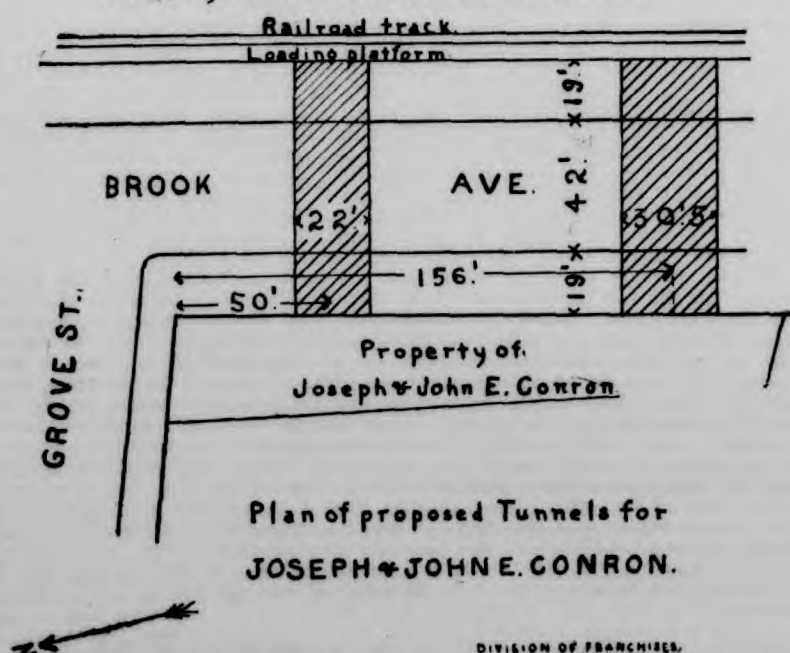 Railroad track.
Loading platform.
19'
BROOK AVE.
42'
22'
30'.5
156'.
50'.
19'
GROVE ST.,
Property of.
Joseph & John E. Conron.
Plan of proposed Tunnels for
JOSEPH & JOHN E. CONRON.
N
DIVISION OF FRANCHISES,